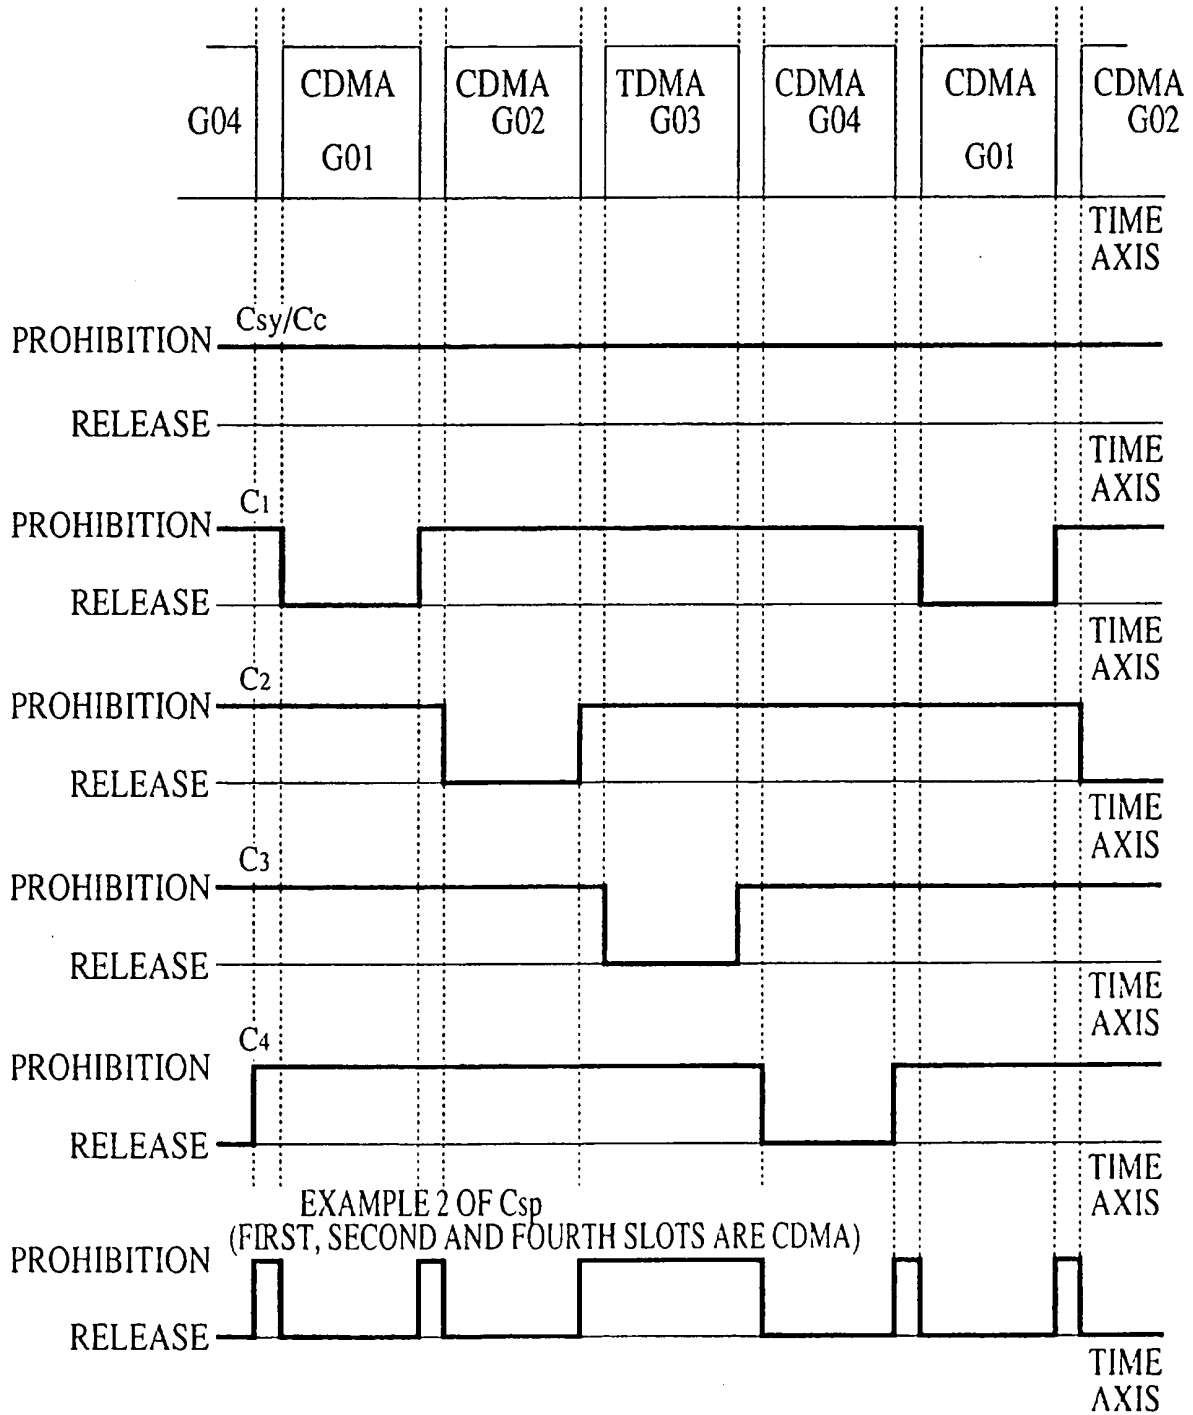 CDMA CDMA TDMA CDMA CDMA CDMA
G04 G02 G03 G04 G02
G01 G01
TIME
AXIS
Csy/Cc
PROHIBITION
RELEASE
TIME
AXIS
C1
PROHIBITION
RELEASE
TIME
AXIS
C2
PROHIBITION
RELEASE
TIME
AXIS
C3
PROHIBITION
RELEASE
TIME
AXIS
C4
PROHIBITION
RELEASE
TIME
AXIS
EXAMPLE 2 OF Csp
(FIRST, SECOND AND FOURTH SLOTS ARE CDMA)
PROHIBITION
RELEASE
TIME
AXIS